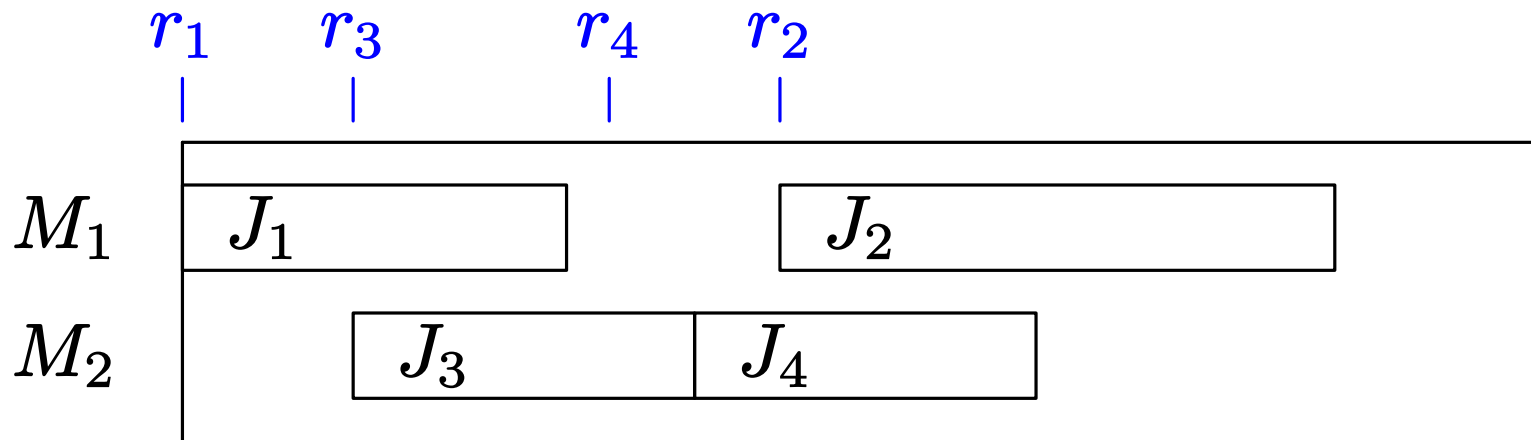 r₁ r₃ r₄ r₂
M₁ J₁ J₂
M₂ J₃ J₄